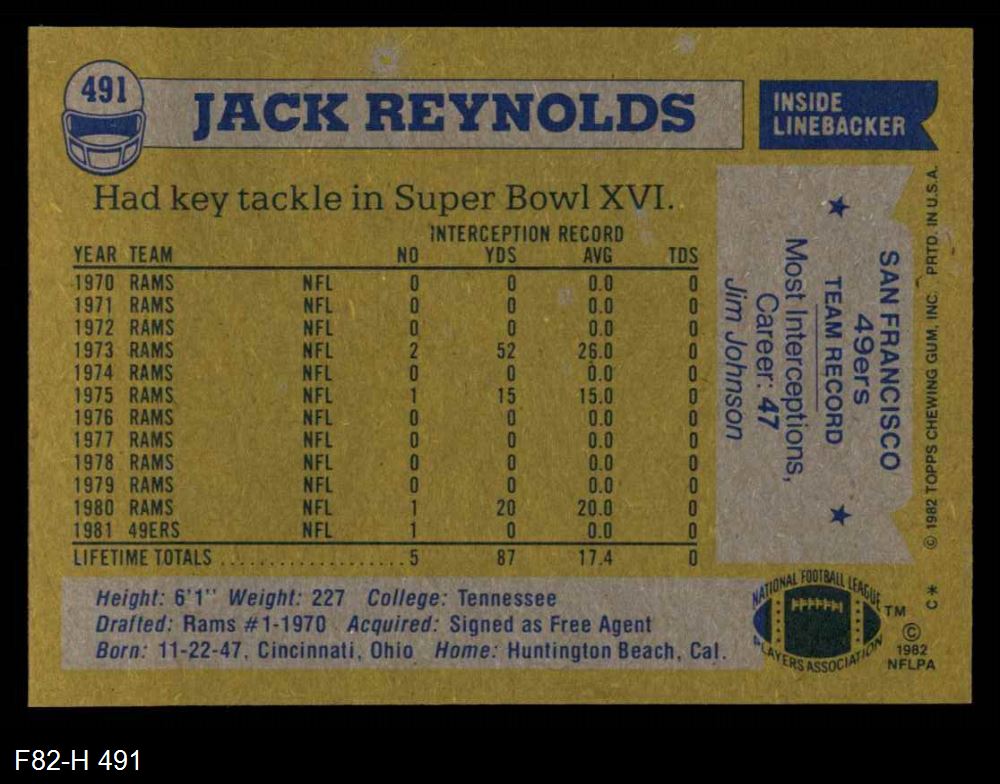 491
JACK REYNOLDS
INSIDE
LINEBACKER
Had key tackle in Super Bowl XVI.
INTERCEPTION RECORD
YEAR TEAM NO YDS AVG TDS
1970 RAMS NFL 0 0 0.0 0
1971 RAMS NFL 0 0 0.0 0
1972 RAMS NFL 0 0 0.0 0
1973 RAMS NFL 2 52 26.0 0
1974 RAMS NFL 0 0 0.0 0
1975 RAMS NFL 1 15 15.0 0
1976 RAMS NFL 0 0 0.0 0
1977 RAMS NFL 0 0 0.0 0
1978 RAMS NFL 0 0 0.0 0
1979 RAMS NFL 0 0 0.0 0
1980 RAMS NFL 1 20 20.0 0
1981 49ERS NFL 1 0 0.0 0
LIFETIME TOTALS ..................... 5 87 17.4 0
Height: 6'1" Weight: 227 College: Tennessee
Drafted: Rams #1-1970 Acquired: Signed as Free Agent
Born: 11-22-47, Cincinnati, Ohio Home: Huntington Beach, Cal.
SAN FRANCISCO
49ers
TEAM RECORD
Most Interceptions,
Career: 47
Jim Johnson
© 1982 TOPPS CHEWING GUM, INC. PRTD. IN U.S.A.
C*
NATIONAL FOOTBALL LEAGUE
PLAYERS ASSOCIATION
TM
©
1982
NFLPA
F82-H 491